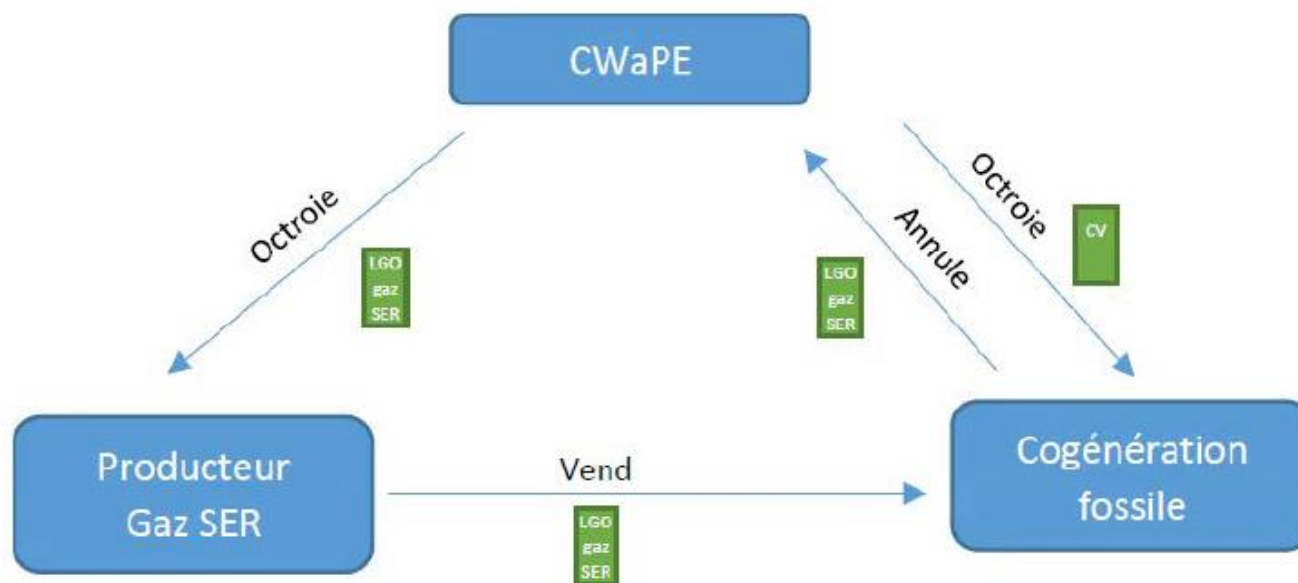 CWaPE
Octroie
LGO
gaz
SER
Annule
LGO
gaz
SER
Octroie
CV
Producteur
Gaz SER
Vend
LGO
gaz
SER
Cogénération
fossile